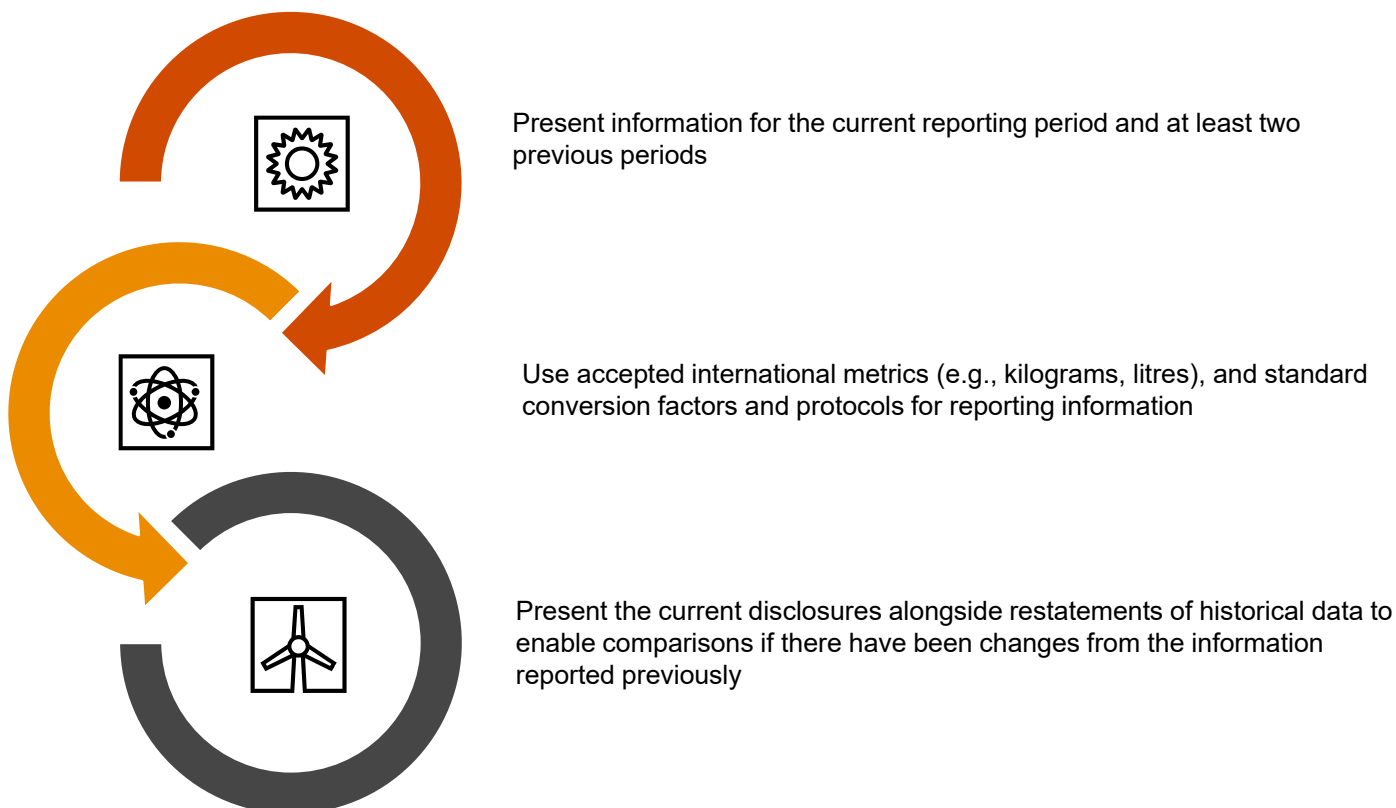 Present information for the current reporting period and at least two
previous periods
Use accepted international metrics (e.g., kilograms, litres), and standard
conversion factors and protocols for reporting information
Present the current disclosures alongside restatements of historical data to
enable comparisons if there have been changes from the information
reported previously